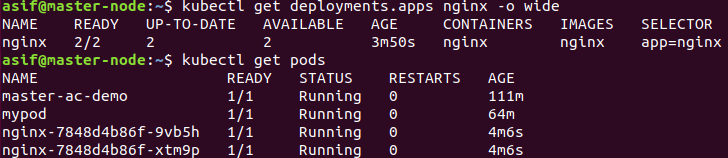 asif@master-node:~$ kubectl get deployments.apps nginx -o wide
NAME READY UP-TO-DATE AVAILABLE AGE CONTAINERS IMAGES SELECTOR
nginx 2/2 2 2 3m50s nginx nginx app=nginx
asif@master-node:~$ kubectl get pods
NAME READY STATUS RESTARTS AGE
master-ac-demo 1/1 Running 0 111m
mypod 1/1 Running 0 64m
nginx-7848d4b86f-9vb5h 1/1 Running 0 4m6s
nginx-7848d4b86f-xtm9p 1/1 Running 0 4m6s